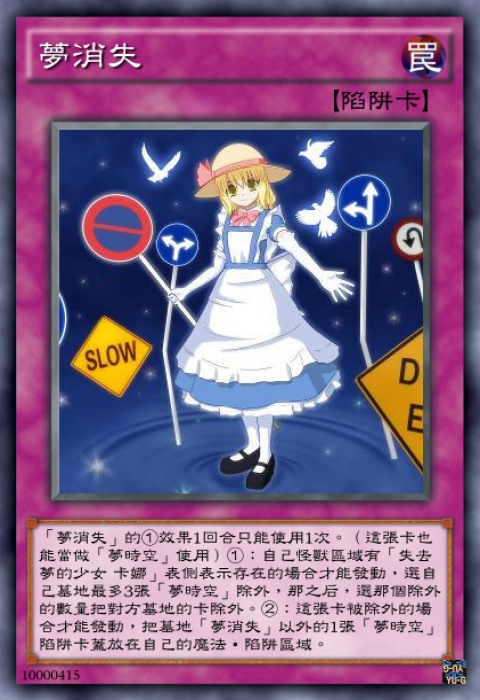 夢消失
罠
【陷阱卡】
SLOW
D
E
「夢消失」的①效果1回合只能使用1次。（這張卡也
能當做「夢時空」使用）①：自己怪獸區域有「失去
夢的少女 卡娜」表側表示存在的場合才能發動，選自
己墓地最多3張「夢時空」除外，那之后，選那個除外
的數量把對方墓地的卡除外。②：這張卡被除外的場
合才能發動，把墓地「夢消失」以外的1張「夢時空」
陷阱卡蓋放在自己的魔法·陷阱區域。
10000415